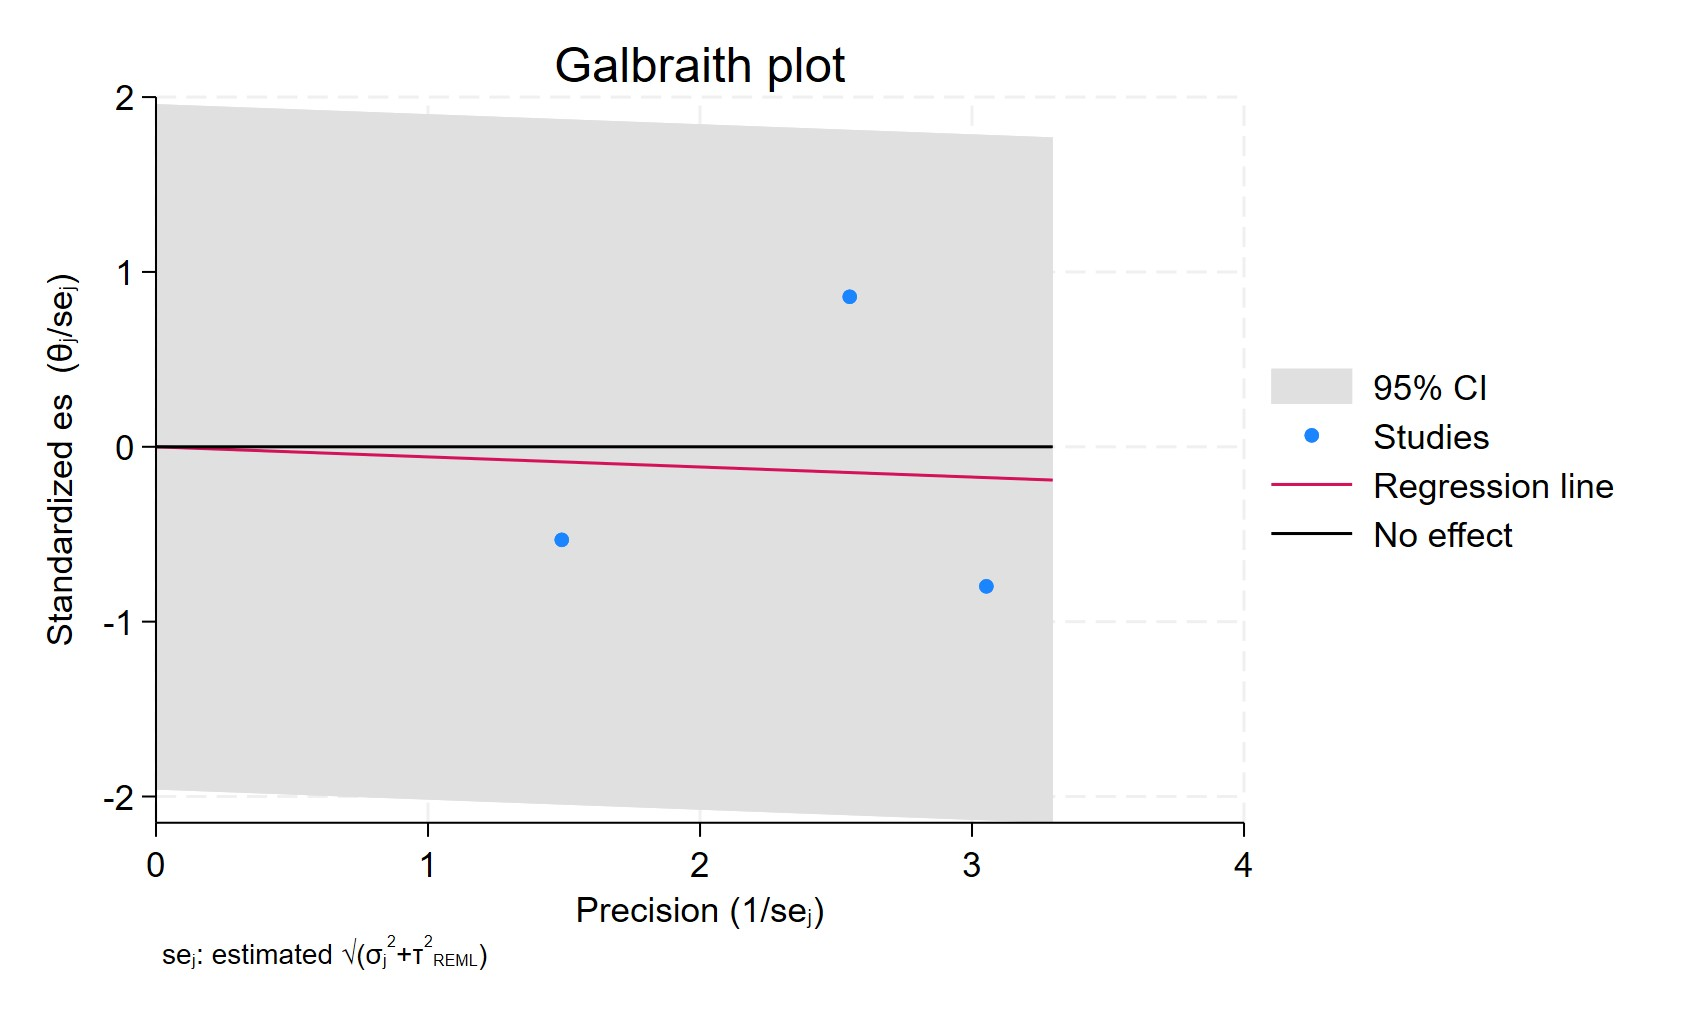 Galbraith plot
2
1
0
-1
-2
Standardized es (θⱼ/seⱼ)
0
1
2
3
4
Precision (1/seⱼ)
95% CI
Studies
Regression line
No effect
seⱼ: estimated √(σⱼ²+τ²REML)